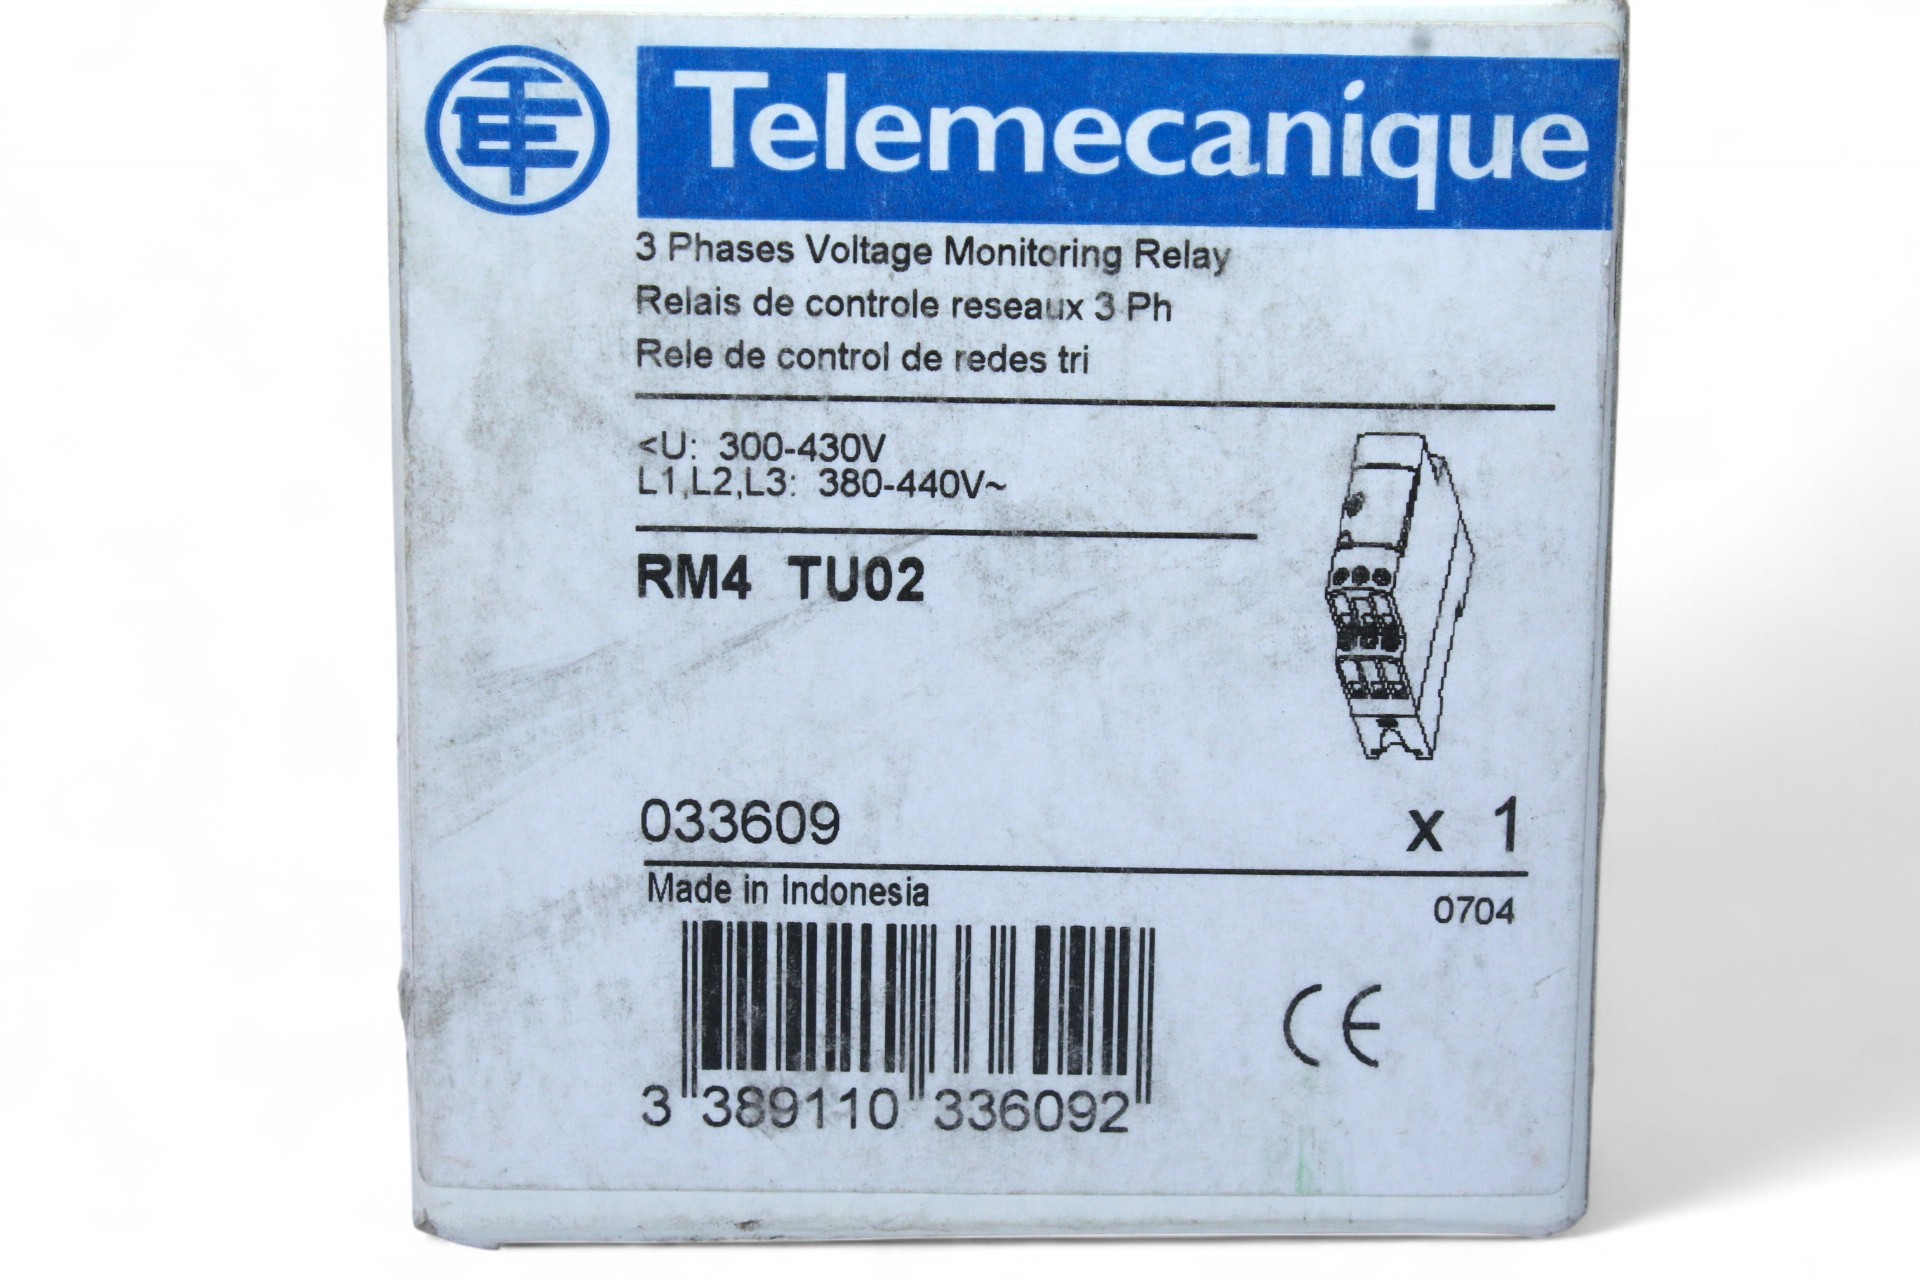 Telemecanique
3 Phases Voltage Monitoring Relay
Relais de controle reseaux 3 Ph
Rele de control de redes tri
<U: 300-430V
L1,L2,L3: 380-440V~
RM4 TU02
033609 x 1
Made in Indonesia 0704
CE
3 389110 336092